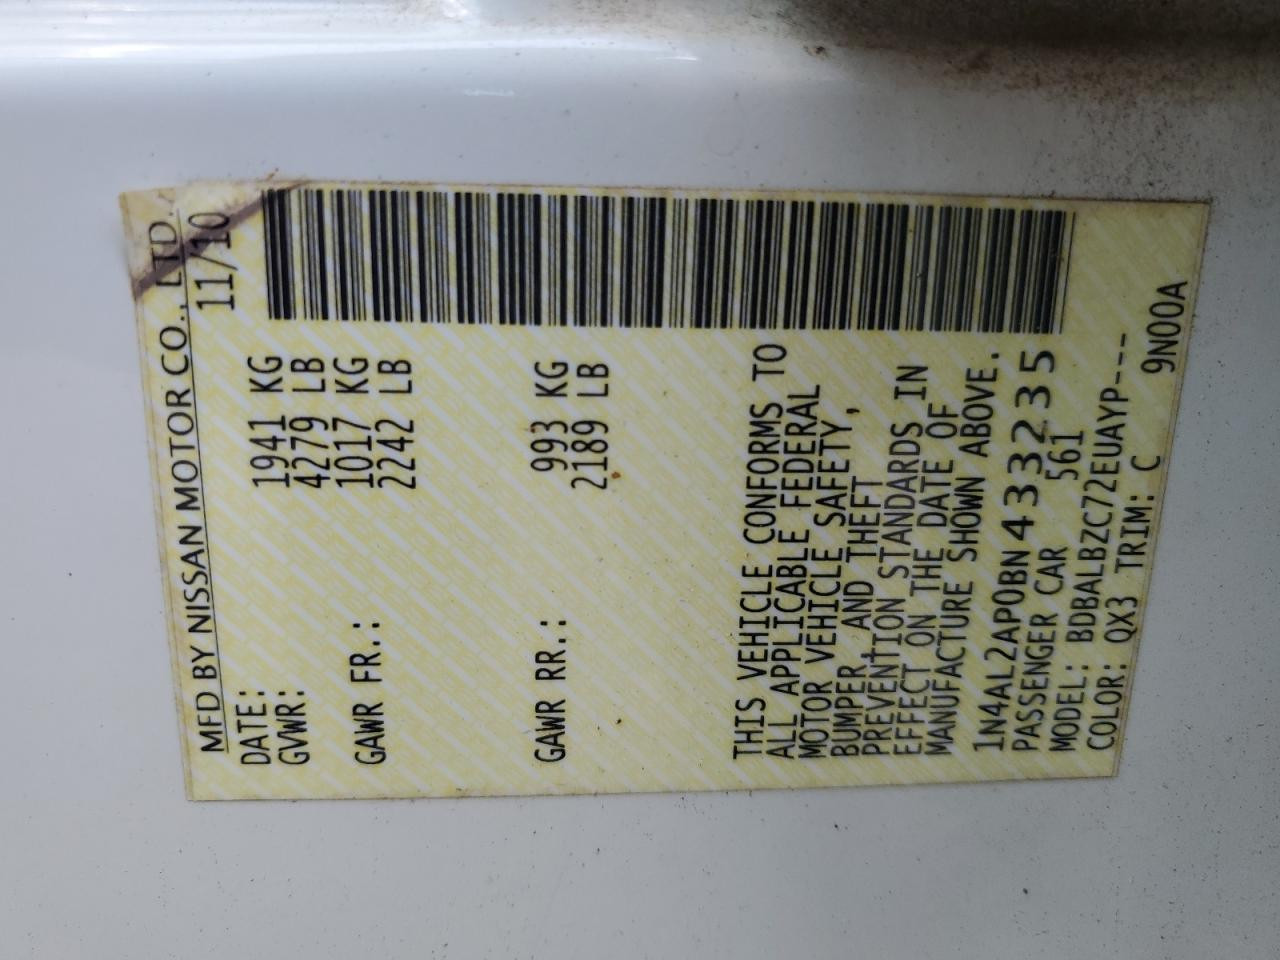 MFD BY NISSAN MOTOR CO., LTD
DATE: 11/10
GVWR: 1941 KG
4279 LB
GAWR FR.: 1017 KG
2242 LB
GAWR RR.: 993 KG
2189 LB
THIS VEHICLE CONFORMS TO
ALL APPLICABLE FEDERAL
MOTOR VEHICLE SAFETY,
BUMPER, AND THEFT
PREVENTION STANDARDS IN
EFFECT ON THE DATE OF
MANUFACTURE SHOWN ABOVE.
1N4AL2AP0BN433235
PASSENGER CAR 561
MODEL: BDBALBZC72EUAYP----
COLOR: QX3 TRIM: C 9N00A